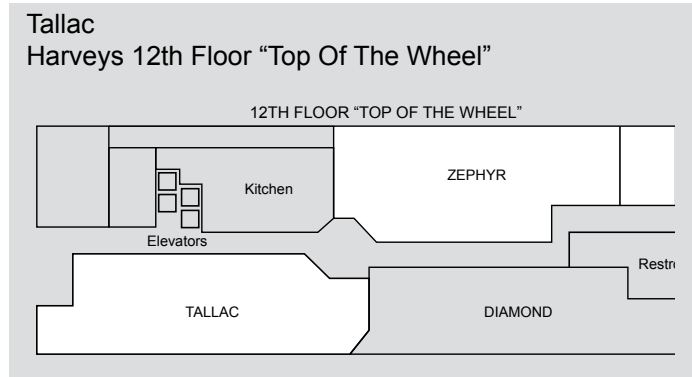 Tallac
Harveys 12th Floor “Top Of The Wheel”
12TH FLOOR “TOP OF THE WHEEL”
ZEPHYR
Kitchen
Elevators
TALLAC
DIAMOND